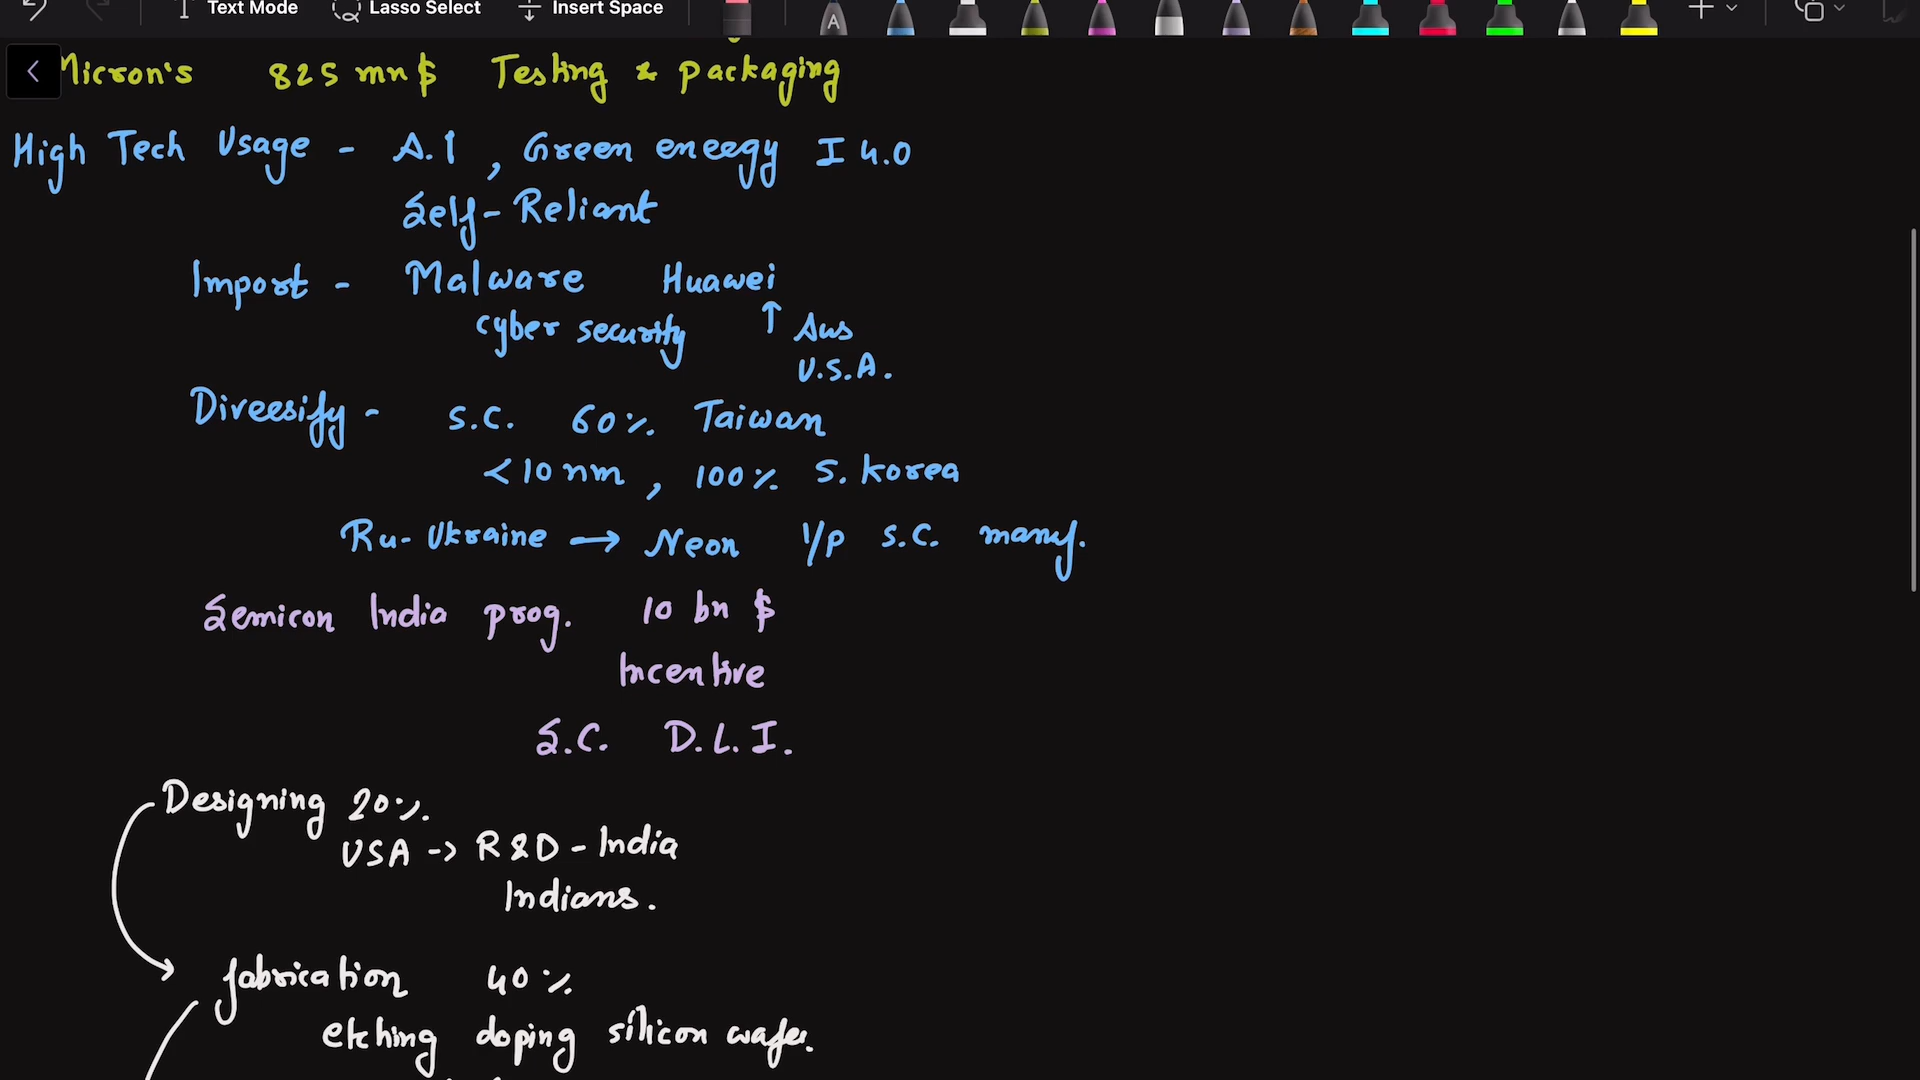 Text Mode Lasso Select Insert Space
Micron's 825 mn $ Testing & packaging
High Tech Usage - A.I , Green eneegy I 4.0
Self-Reliant
Import - Malware Huawei
cyber security ↑ Aus
U.S.A.
Diveesify - S.C. 60%. Taiwan
<10 nm , 100%. S. korea
Ru-Ukraine → Neon I/p S.C. manuf.
Semicon India prog. 10 bn $
Incentive
S.C. D.L.I.
Designing 20%.
USA -> R&D - India
Indians.
fabrication 40%
etching doping silicon wafer.